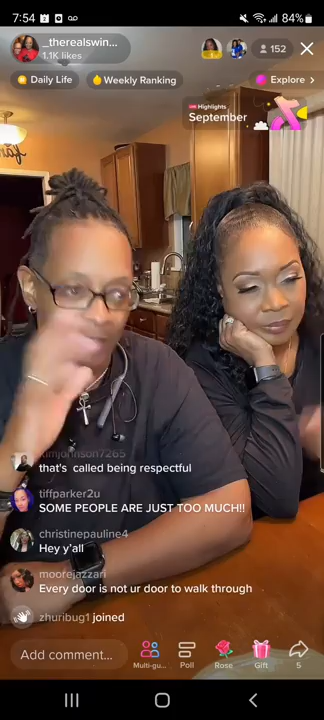 7:54
84%
_therealswin...
1.1K likes
152
Daily Life
Weekly Ranking
Explore >
LIVE Highlights
September
kimjohnson7265
that's called being respectful
tiffparker2u
SOME PEOPLE ARE JUST TOO MUCH!!
christinepauline4
Hey y'all
moorejazzari
Every door is not ur door to walk through
zhuribug1 joined
Add comment...
Multi-gu...
Poll
Rose
Gift
5